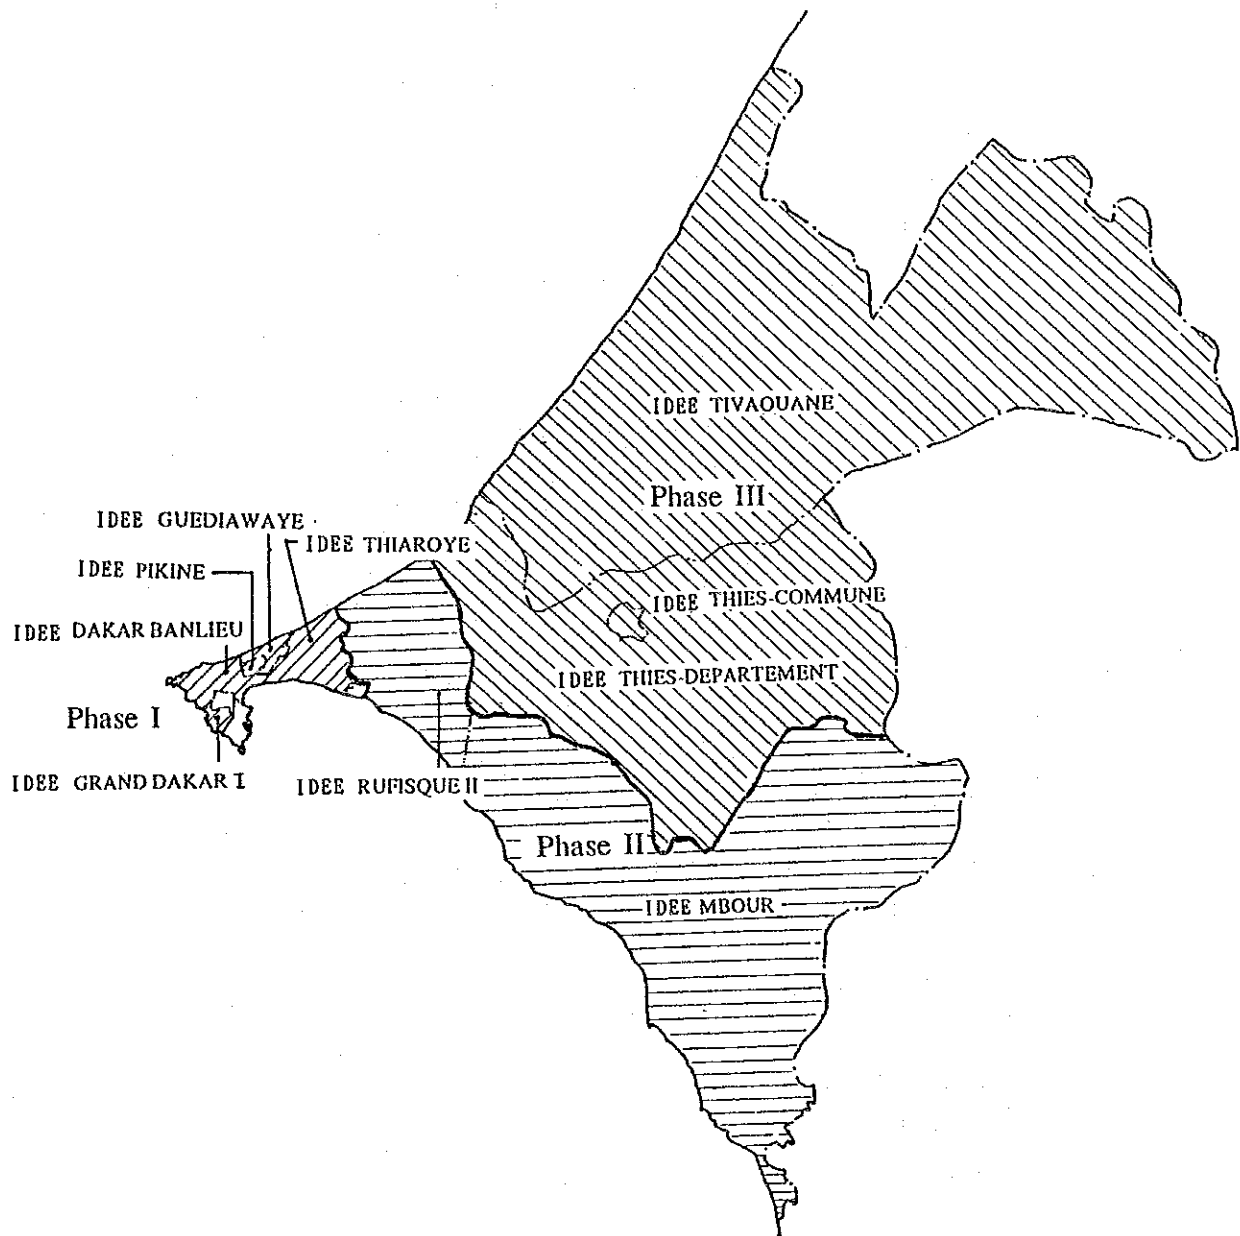 IDEE TIVAOUANE
Phase III
IDEE GUEDIAWAYE
IDEE THIAROYE
IDEE PIKINE
IDEE THIES-COMMUNE
IDEE DAKAR BANLIEU
IDEE THIES-DEPARTEMENT
Phase I
IDEE GRAND DAKAR I
IDEE RUFISQUE II
Phase II
IDEE MBOUR